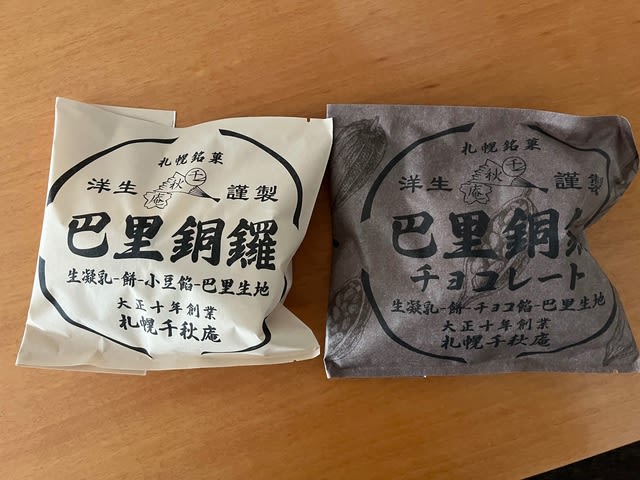 札幌銘菓
千秋庵
洋生 謹製
巴里銅鑼
生凝乳-餅-小豆餡-巴里生地
大正十年創業
札幌千秋庵
札幌銘菓
千秋庵
洋生 謹製
巴里銅
チョコレート
生凝乳-餅-チョコ餡-巴里生地
大正十年創業
札幌千秋庵